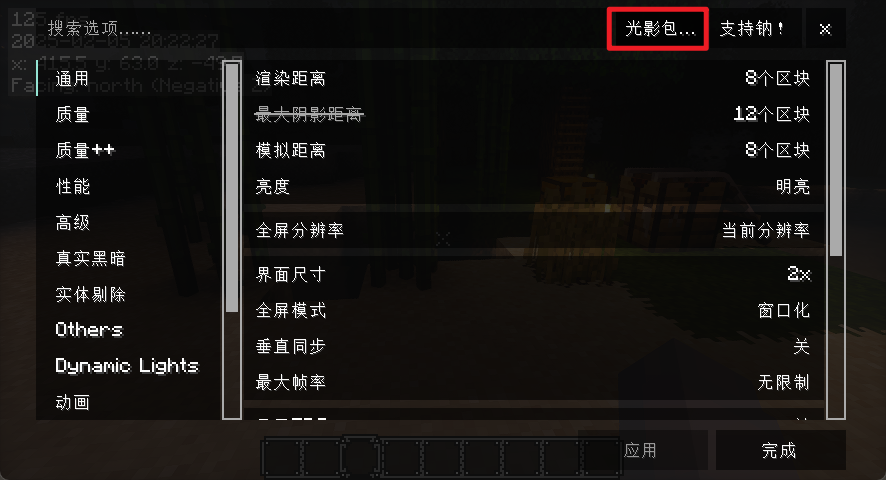 搜索选项......
光影包...
支持钠！
×
通用
质量
质量++
性能
高级
真实黑暗
实体剔除
Others
Dynamic Lights
动画
渲染距离 8个区块
最大阴影距离 12个区块
模拟距离 8个区块
亮度 明亮
全屏分辨率 当前分辨率
界面尺寸 2x
全屏模式 窗口化
垂直同步 关
最大帧率 无限制
应用
完成